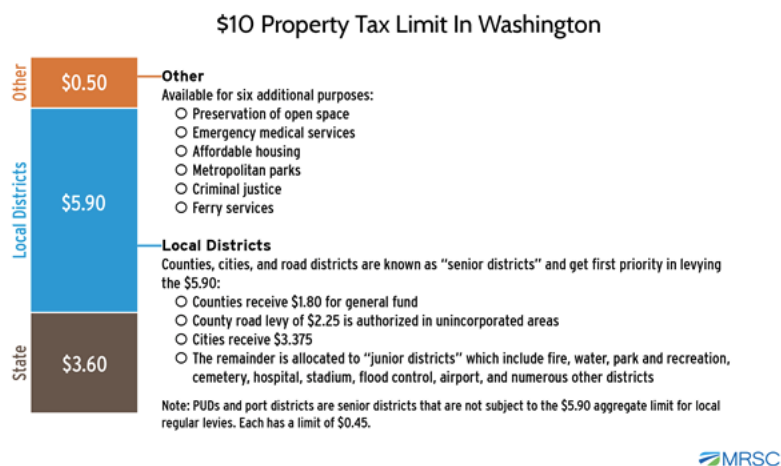 $10 Property Tax Limit In Washington
Other
$0.50
Other
Available for six additional purposes:
Preservation of open space
Emergency medical services
Affordable housing
Metropolitan parks
Criminal justice
Ferry services
Local Districts
$5.90
Local Districts
Counties, cities, and road districts are known as “senior districts” and get first priority in levying
the $5.90:
Counties receive $1.80 for general fund
County road levy of $2.25 is authorized in unincorporated areas
Cities receive $3.375
The remainder is allocated to “junior districts” which include fire, water, park and recreation,
cemetery, hospital, stadium, flood control, airport, and numerous other districts
State
$3.60
Note: PUDs and port districts are senior districts that are not subject to the $5.90 aggregate limit for local
regular levies. Each has a limit of $0.45.
MRSC